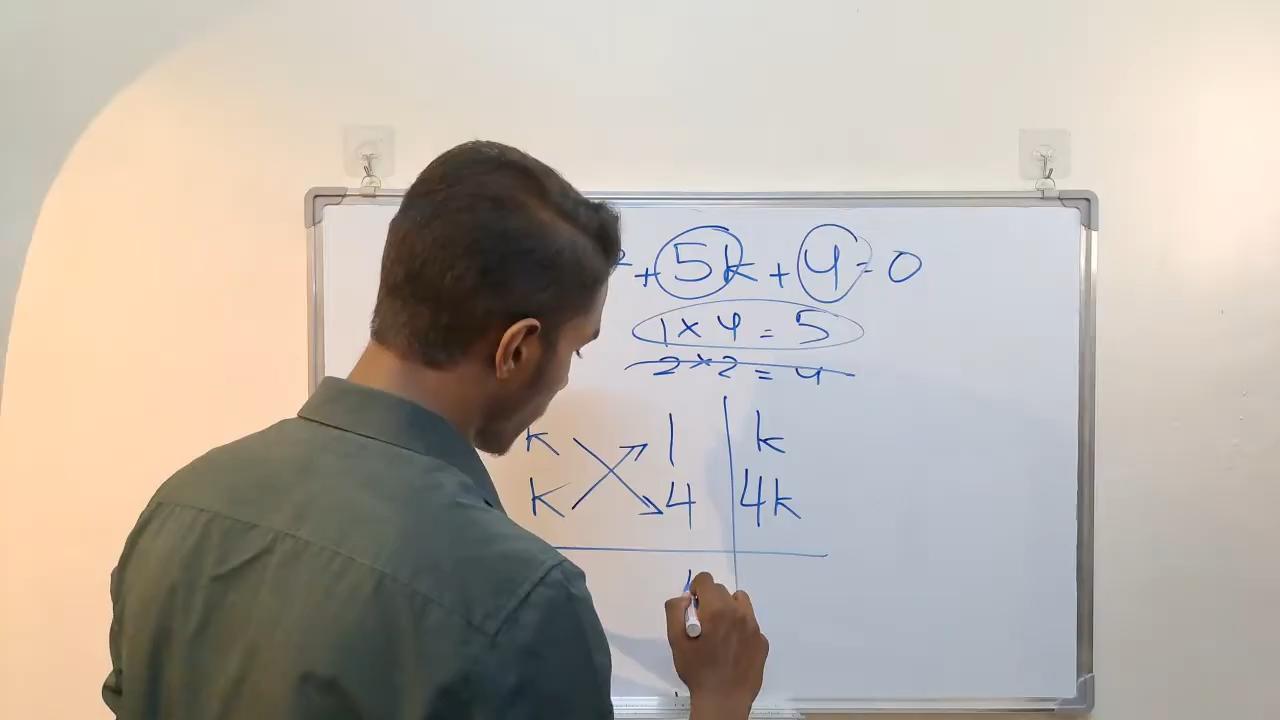 + 5k + 4 = 0
1 × 4 = 5
2 × 2 = 4
k 1 k
k 4 4k